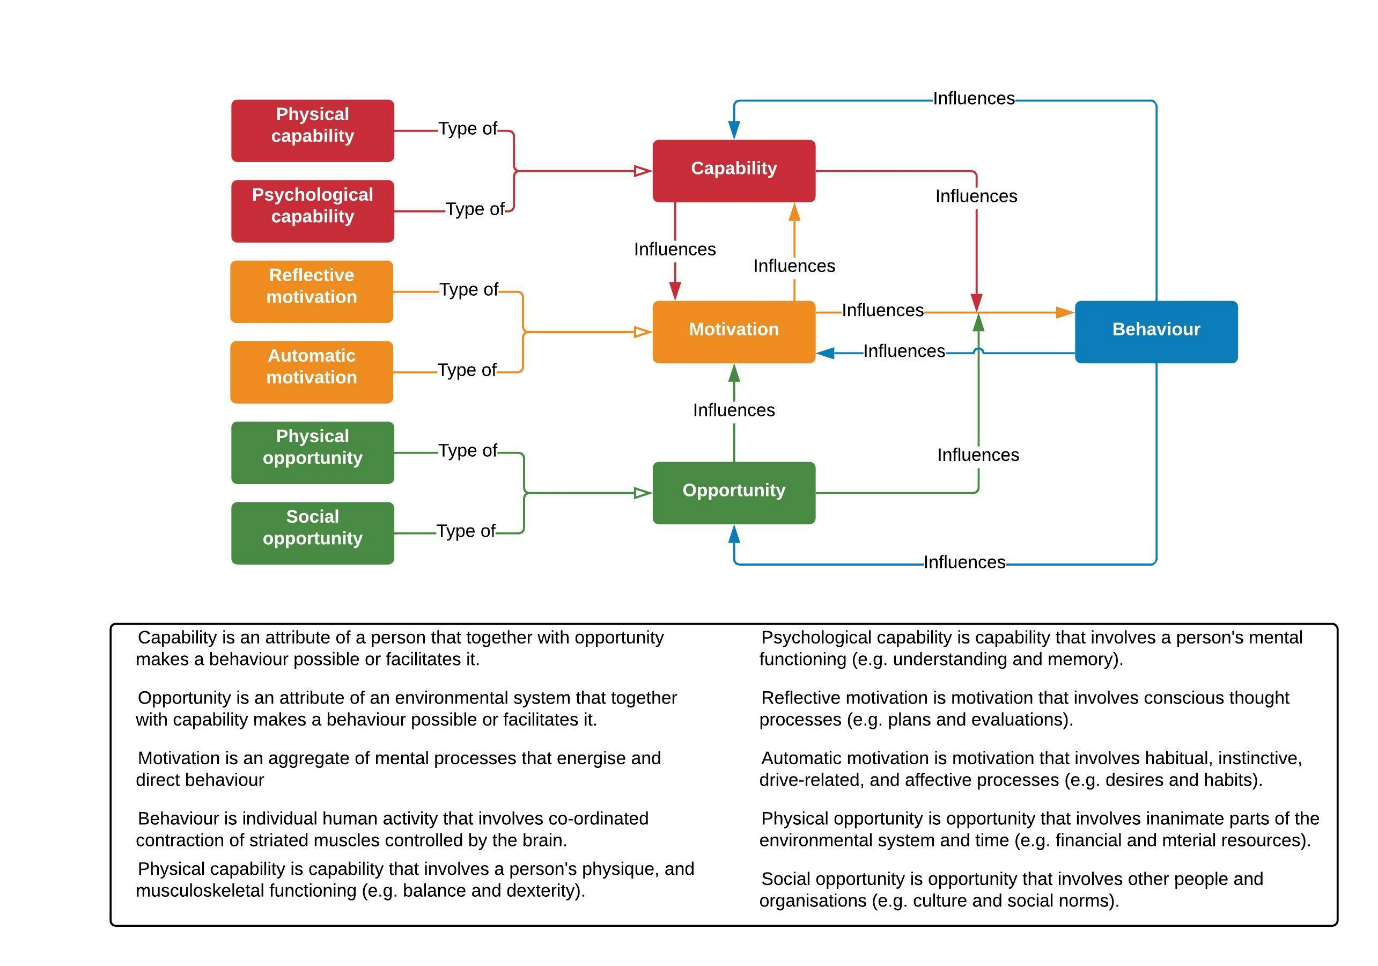 Physical
capability
Type of
Psychological
capability
Type of
Reflective
motivation
Type of
Automatic
motivation
Type of
Physical
opportunity
Type of
Social
opportunity
Type of
Influences
Capability
Influences
Influences
Influences
Motivation
Influences
Influences
Behaviour
Influences
Influences
Opportunity
Influences
Capability is an attribute of a person that together with opportunity
makes a behaviour possible or facilitates it.
Opportunity is an attribute of an environmental system that together
with capability makes a behaviour possible or facilitates it.
Motivation is an aggregate of mental processes that energise and
direct behaviour
Behaviour is individual human activity that involves co-ordinated
contraction of striated muscles controlled by the brain.
Physical capability is capability that involves a person's physique, and
musculoskeletal functioning (e.g. balance and dexterity).
Psychological capability is capability that involves a person's mental
functioning (e.g. understanding and memory).
Reflective motivation is motivation that involves conscious thought
processes (e.g. plans and evaluations).
Automatic motivation is motivation that involves habitual, instinctive,
drive-related, and affective processes (e.g. desires and habits).
Physical opportunity is opportunity that involves inanimate parts of the
environmental system and time (e.g. financial and mterial resources).
Social opportunity is opportunity that involves other people and
organisations (e.g. culture and social norms).